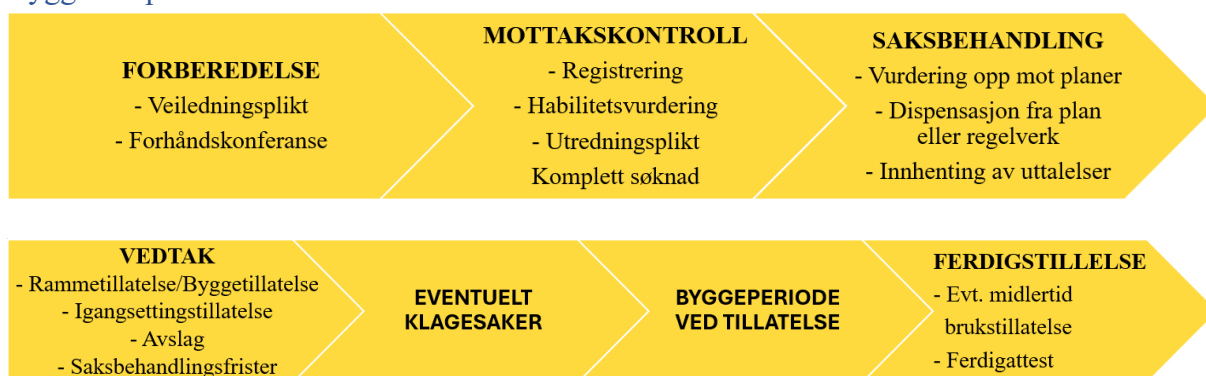 FORBEREDELSE
- Veiledningsplikt
- Forhåndskonferanse
MOTTAKSKONTROLL
- Registrering
- Habilitetsvurdering
- Utredningsplikt
Komplett søknad
SAKSBEHANDLING
- Vurdering opp mot planer
- Dispensasjon fra plan
eller regelverk
- Innhenting av uttalelser
VEDTAK
- Rammetillatelse/Byggetillatelse
- Igangsettingstillatelse
- Avslag
- Saksbehandlingsfrister
EVENTUELT
KLAGESAKER
BYGGEPERIODE
VED TILLATELSE
FERDIGSTILLELSE
- Evt. midlertid
brukstillatelse
- Ferdigattest